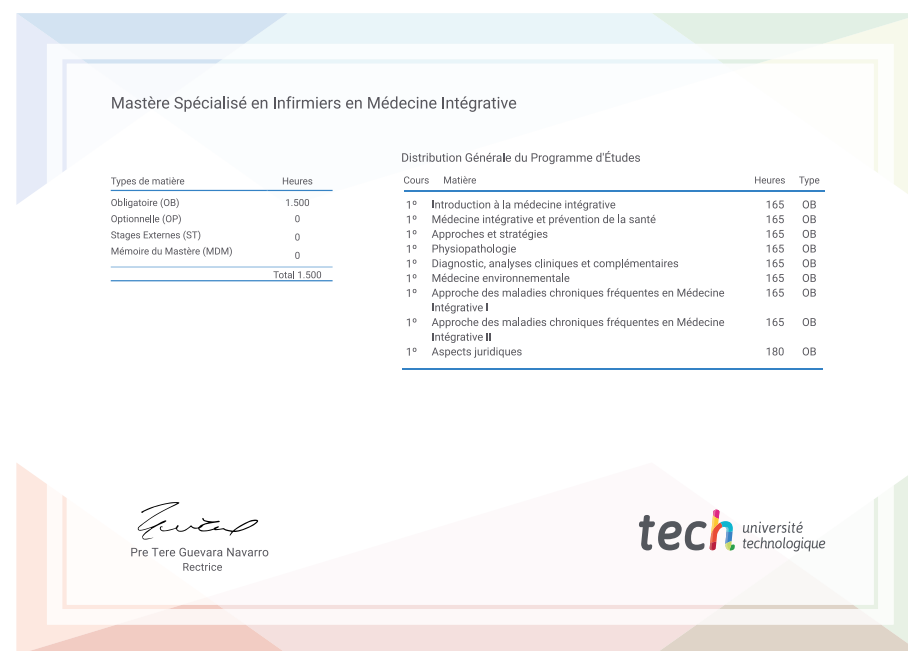 Mastère Spécialisé en Infirmiers en Médecine Intégrative
Types de matière Heures
Obligatoire (OB) 1.500
Optionnelle (OP) 0
Stages Externes (ST) 0
Mémoire du Mastère (MDM) 0
Total 1.500
Distribution Générale du Programme d'Études
Cours Matière Heures Type
1º Introduction à la médecine intégrative 165 OB
1º Médecine intégrative et prévention de la santé 165 OB
1º Approches et stratégies 165 OB
1º Physiopathologie 165 OB
1º Diagnostic, analyses cliniques et complémentaires 165 OB
1º Médecine environnementale 165 OB
1º Approche des maladies chroniques fréquentes en Médecine 165 OB
Intégrative I
1º Approche des maladies chroniques fréquentes en Médecine 165 OB
Intégrative II
1º Aspects juridiques 180 OB
Pre Tere Guevara Navarro
Rectrice
tech université
technologique